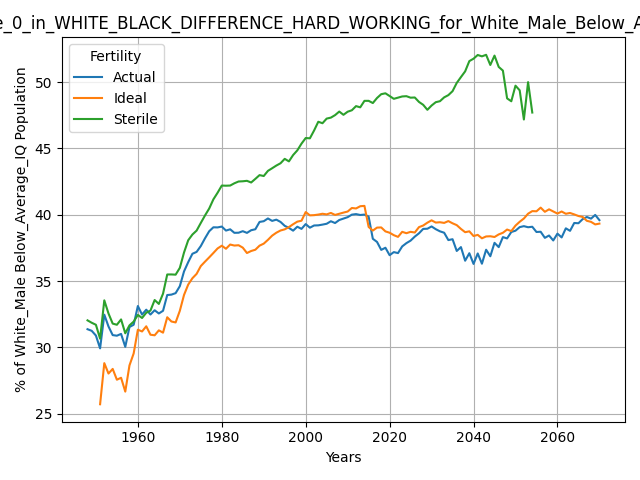 e_0_in_WHITE_BLACK_DIFFERENCE_HARD_WORKING_for_White_Male_Below_A
Fertility
Actual
Ideal
Sterile
% of White_Male Below_Average_IQ Population
50
45
40
35
30
25
1960 1980 2000 2020 2040 2060
Years